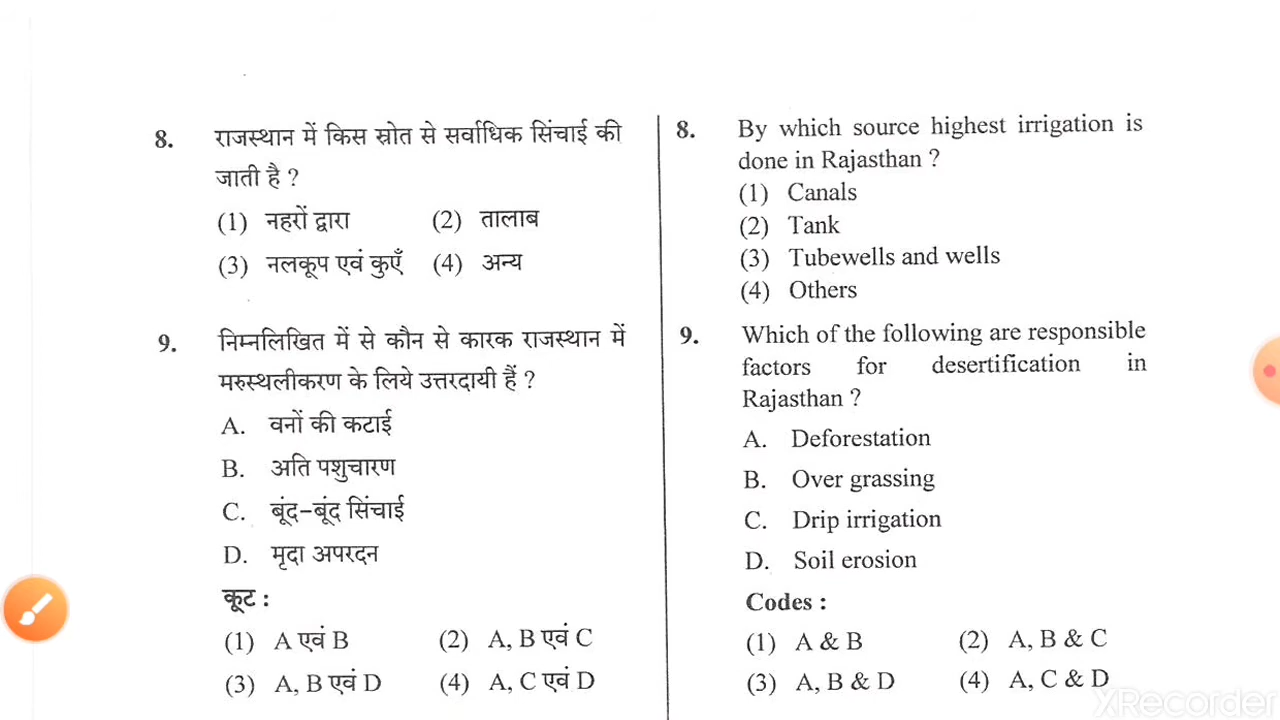 8. राजस्थान में किस स्रोत से सर्वाधिक सिंचाई की
जाती है ?
(1) नहरों द्वारा (2) तालाब
(3) नलकूप एवं कुएँ (4) अन्य
9. निम्नलिखित में से कौन से कारक राजस्थान में
मरुस्थलीकरण के लिये उत्तरदायी हैं ?
A. वनों की कटाई
B. अति पशुचारण
C. बूंद-बूंद सिंचाई
D. मृदा अपरदन
कूट :
(1) A एवं B (2) A, B एवं C
(3) A, B एवं D (4) A, C एवं D
8. By which source highest irrigation is
done in Rajasthan ?
(1) Canals
(2) Tank
(3) Tubewells and wells
(4) Others
9. Which of the following are responsible
factors for desertification in
Rajasthan ?
A. Deforestation
B. Over grassing
C. Drip irrigation
D. Soil erosion
Codes :
(1) A & B (2) A, B & C
(3) A, B & D (4) A, C & D
XRecorder